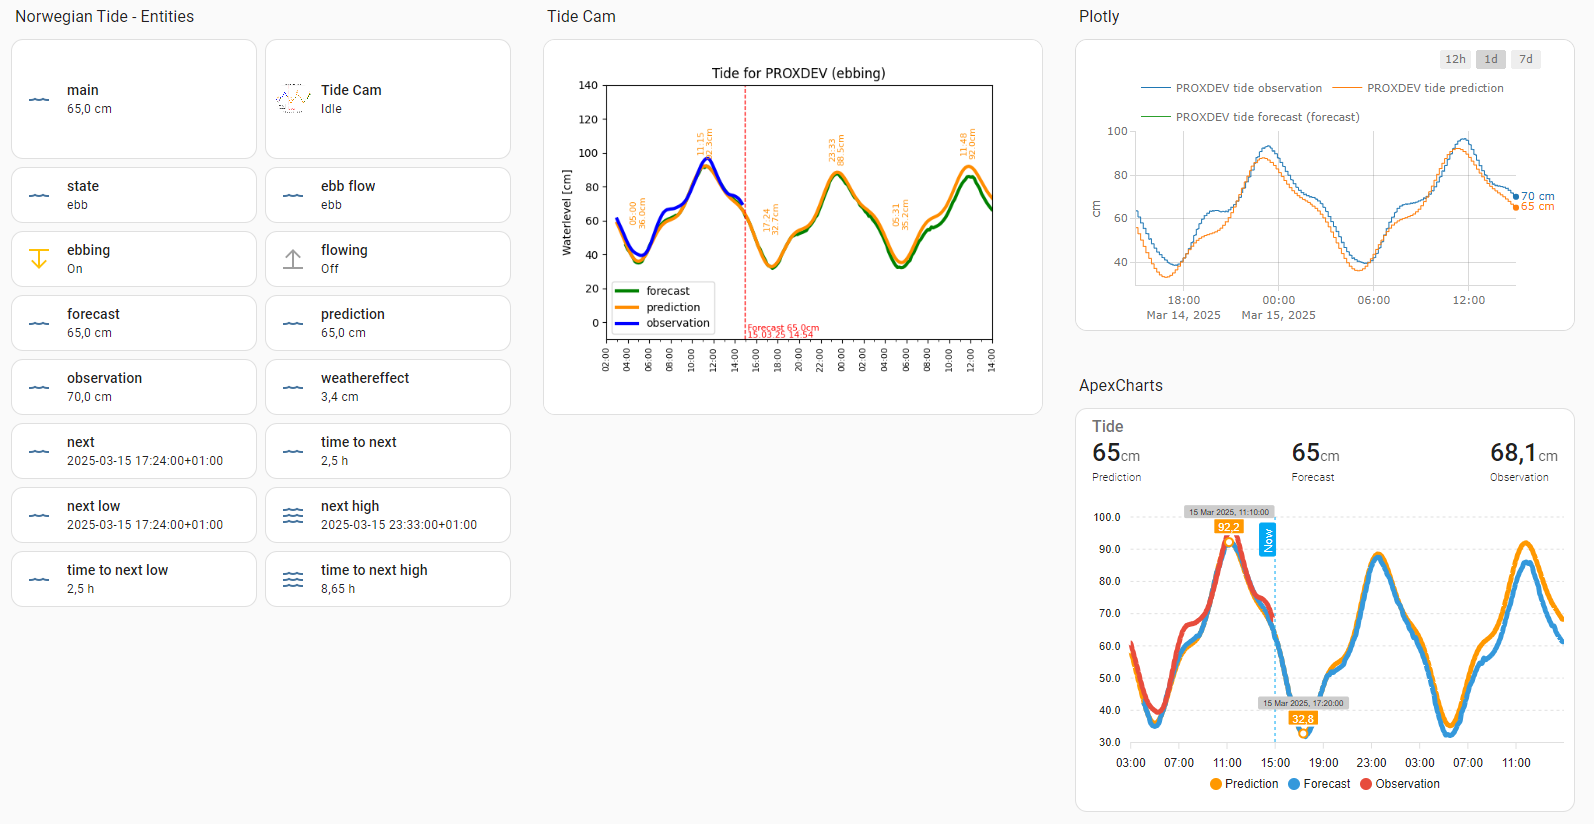 Norwegian Tide - Entities
main
65,0 cm
Tide Cam
Idle
state
ebb
ebb flow
ebb
ebbing
On
flowing
Off
forecast
65,0 cm
prediction
65,0 cm
observation
70,0 cm
weathereffect
3,4 cm
next
2025-03-15 17:24:00+01:00
time to next
2,5 h
next low
2025-03-15 17:24:00+01:00
next high
2025-03-15 23:33:00+01:00
time to next low
2,5 h
time to next high
8,65 h
Tide Cam
Tide for PROXDEV (ebbing)
Waterlevel [cm]
140
120
100
80
60
40
20
0
05:00
36.0cm
11:15
17:24
32.7cm
23:33
88.5cm
05:31
35.2cm
11:48
92.0cm
forecast
prediction
observation
Forecast 65.0cm
15.03.25 14:54
02:00 04:00 06:00 08:00 10:00 12:00 14:00 16:00 18:00 20:00 22:00 00:00 02:00 04:00 06:00 08:00 10:00 12:00 14:00
Plotly
12h 1d 7d
PROXDEV tide observation PROXDEV tide prediction
PROXDEV tide forecast (forecast)
cm
100
80
60
40
70 cm
65 cm
18:00 00:00 06:00 12:00
Mar 14, 2025 Mar 15, 2025
ApexCharts
Tide
65cm 65cm 68,1cm
Prediction Forecast Observation
15 Mar 2025, 11:10:00
92,2
Now
100.0
90.0
80.0
70.0
60.0
50.0
40.0
30.0
15 Mar 2025, 17:20:00
32,8
03:00 07:00 11:00 15:00 19:00 23:00 03:00 07:00 11:00
Prediction Forecast Observation